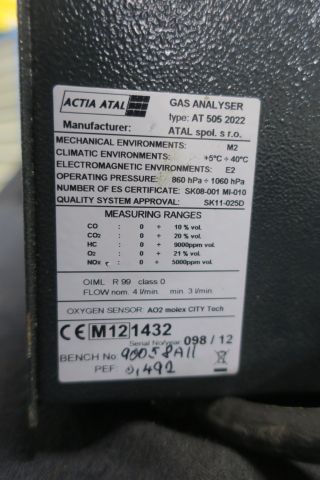 ACTIA ATAL
GAS ANALYSER
type: AT 505 2022
Manufacturer: ATAL spol. s r.o.
MECHANICAL ENVIRONMENTS: M2
CLIMATIC ENVIRONMENTS: +5°C ÷ 40°C
ELECTROMAGNETIC ENVIRONMENTS: E2
OPERATING PRESSURE: 860 hPa ÷ 1060 hPa
NUMBER OF ES CERTIFICATE: SK08-001 MI-010
QUALITY SYSTEM APPROVAL: SK11-025D
MEASURING RANGES
CO : 0 ÷ 10 % vol.
CO2 : 0 ÷ 20 % vol.
HC : 0 ÷ 9000ppm vol.
O2 : 0 ÷ 21 % vol.
NOx : 0 ÷ 5000ppm vol.
OIML R 99 class 0
FLOW nom. 4 l/min. min. 3 l/min.
OXYGEN SENSOR: AO2 molex CITY Tech
CE M12 1432
Serial No/year 098 / 12
BENCH No 90058A11
PEF: 0,492